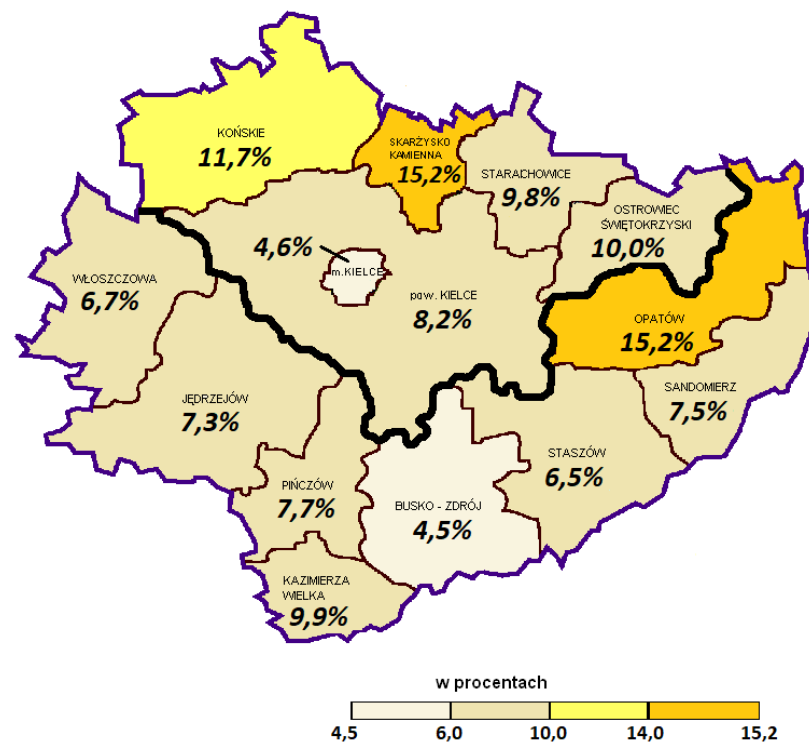 KOŃSKIE
11,7%
SKARŻYSKO
KAMIENNA
15,2%
STARACHOWICE
9,8%
OSTROWIEC
ŚWIĘTOKRZYSKI
10,0%
4,6%
m.KIELCE
WŁOSZCZOWA
6,7%
pow. KIELCE
8,2%
OPATÓW
15,2%
JĘDRZEJÓW
7,3%
SANDOMIERZ
7,5%
STASZÓW
6,5%
PIŃCZÓW
7,7%
BUSKO - ZDRÓJ
4,5%
KAZIMIERZA
WIELKA
9,9%
w procentach
4,5 6,0 10,0 14,0 15,2